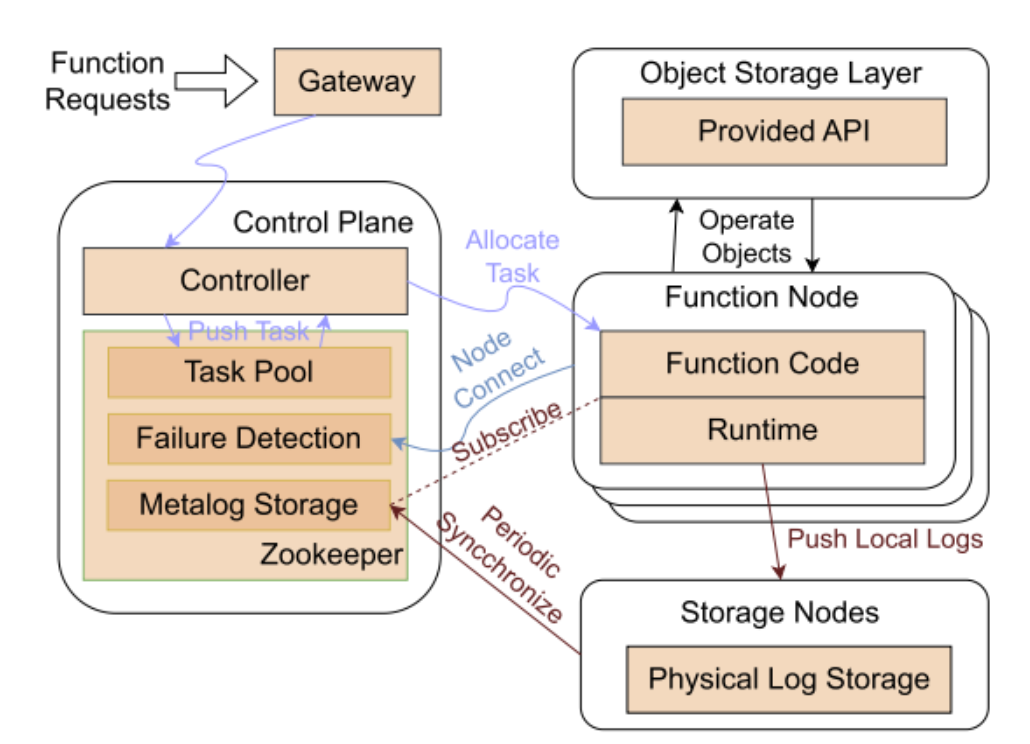 Function
Requests
Gateway
Object Storage Layer
Provided API
Control Plane
Controller
Allocate
Task
Operate
Objects
Push Task
Task Pool
Failure Detection
Metalog Storage
Zookeeper
Node
Connect
Subscribe
Function Node
Function Code
Runtime
Periodic
Syncchronize
Push Local Logs
Storage Nodes
Physical Log Storage